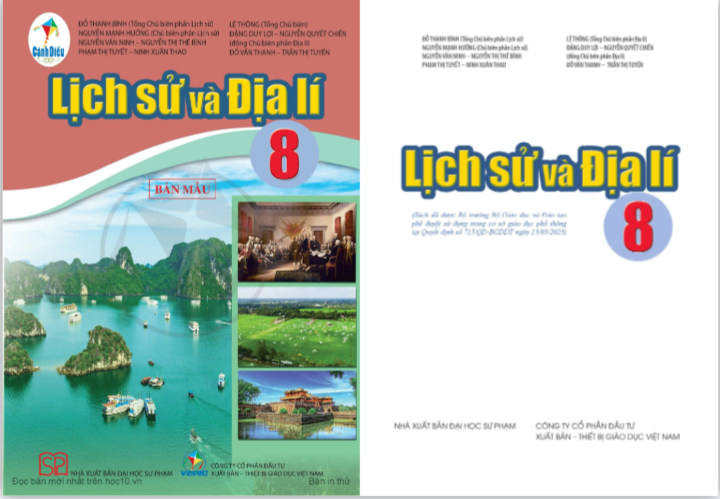 Cánh Diều
ĐỖ THANH BÌNH (Tổng Chủ biên phần Lịch sử)
NGUYỄN MẠNH HƯỞNG (Chủ biên phần Lịch sử)
NGUYỄN VĂN NINH – NGUYỄN THỊ THẾ BÌNH
PHẠM THỊ TUYẾT – NINH XUÂN THAO
LÊ THÔNG (Tổng Chủ biên)
ĐẶNG DUY LỢI – NGUYỄN QUYẾT CHIẾN
(đồng Chủ biên phần Địa lí)
ĐỖ VĂN THANH – TRẦN THỊ TUYẾN
Lịch sử và Địa lí
8
BẢN MẪU
NHÀ XUẤT BẢN ĐẠI HỌC SƯ PHẠM
CÔNG TY CỔ PHẦN ĐẦU TƯ
XUẤT BẢN – THIẾT BỊ GIÁO DỤC VIỆT NAM
Đọc bản mới nhất trên hoc10.vn
Bản in thử
ĐỖ THANH BÌNH (Tổng Chủ biên phần Lịch sử)
NGUYỄN MẠNH HƯỞNG (Chủ biên phần Lịch sử)
NGUYỄN VĂN NINH – NGUYỄN THỊ THẾ BÌNH
PHẠM THỊ TUYẾT – NINH XUÂN THAO
LÊ THÔNG (Tổng Chủ biên phần Địa lí)
ĐẶNG DUY LỢI – NGUYỄN QUYẾT CHIẾN
(đồng Chủ biên phần Địa lí)
ĐỖ VĂN THANH – TRẦN THỊ TUYẾN
Lịch sử và Địa lí
8
(Sách đã được Bộ trưởng Bộ Giáo dục và Đào tạo
phê duyệt sử dụng trong cơ sở giáo dục phổ thông
tại Quyết định số 715/QĐ-BGDĐT ngày 13/03/2023)
NHÀ XUẤT BẢN ĐẠI HỌC SƯ PHẠM
CÔNG TY CỔ PHẦN ĐẦU TƯ
XUẤT BẢN – THIẾT BỊ GIÁO DỤC VIỆT NAM